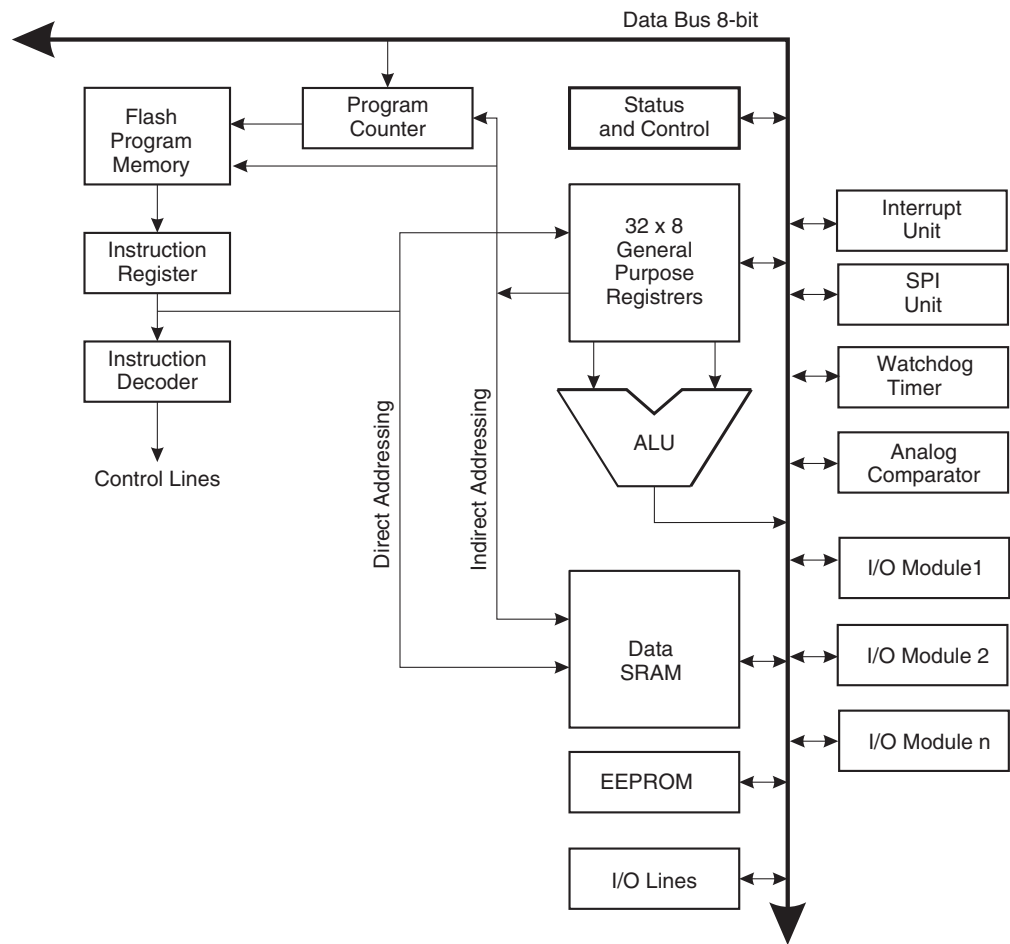 Data Bus 8-bit
Flash
Program
Memory
Program
Counter
Status
and Control
Instruction
Register
32 x 8
General
Purpose
Registrers
Interrupt
Unit
SPI
Unit
Instruction
Decoder
Watchdog
Timer
Control Lines
Direct Addressing
Indirect Addressing
ALU
Analog
Comparator
I/O Module1
Data
SRAM
I/O Module 2
I/O Module n
EEPROM
I/O Lines